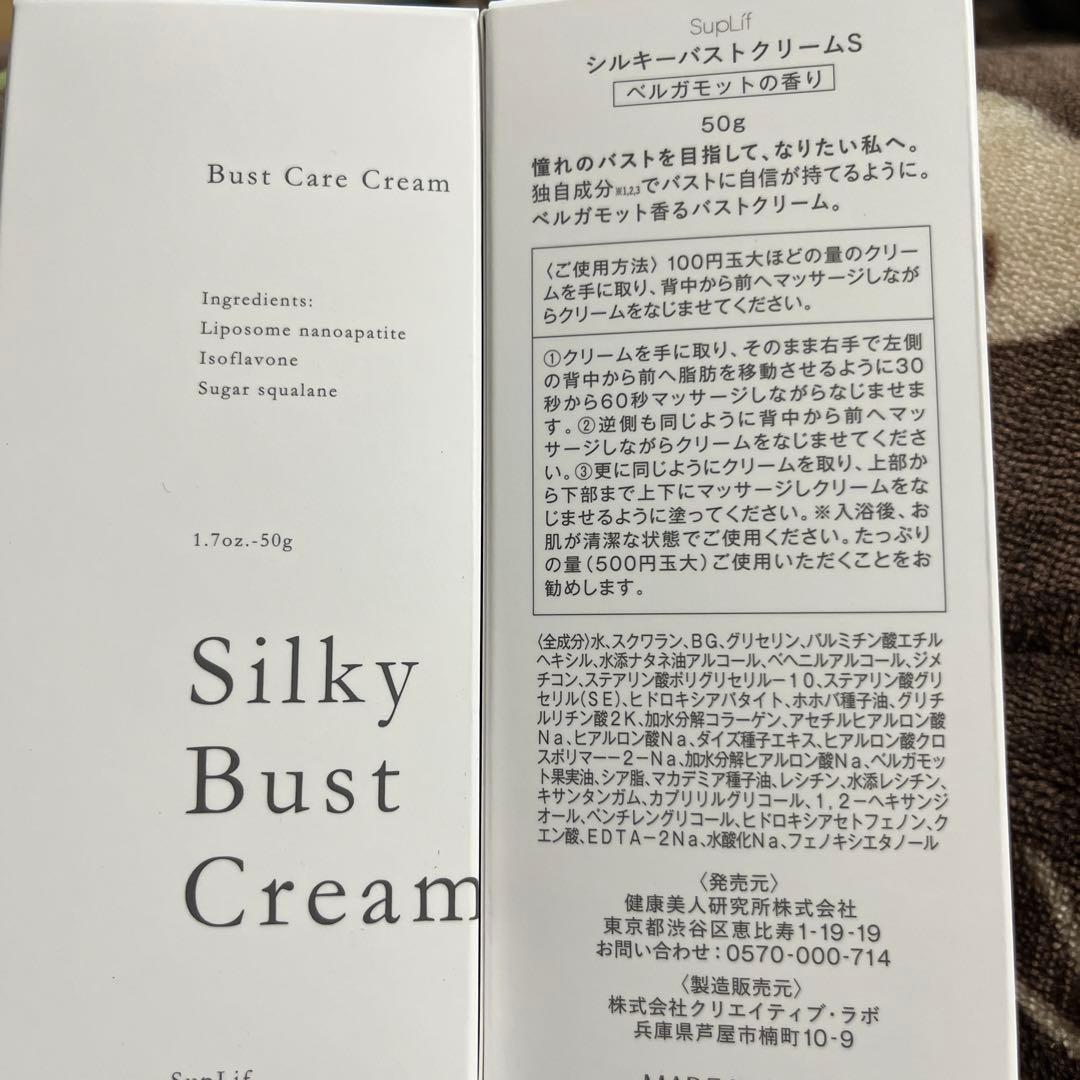 Bust Care Cream
Ingredients:
Liposome nanoapatite
Isoflavone
Sugar squalane
1.7oz.-50g
Silky
Bust
Cream
SupLif
SupLif
シルキーバストクリームS
ベルガモットの香り
50g
憧れのバストを目指して、なりたい私へ。
独自成分※1,2,3でバストに自信が持てるように。
ベルガモット香るバストクリーム。
〈ご使用方法〉100円玉大ほどの量のクリー
ムを手に取り、背中から前へマッサージしなが
らクリームをなじませてください。
①クリームを手に取り、そのまま右手で左側
の背中から前へ脂肪を移動させるように30
秒から60秒マッサージしながらなじませま
す。②逆側も同じように背中から前へマッ
サージしながらクリームをなじませてくださ
い。③更に同じようにクリームを取り、上部か
ら下部まで上下にマッサージしクリームをな
じませるように塗ってください。※入浴後、お
肌が清潔な状態でご使用ください。たっぷり
の量(500円玉大)ご使用いただくことをお
勧めします。
〈全成分〉水、スクワラン、BG、グリセリン、パルミチン酸エチル
ヘキシル、水添ナタネ油アルコール、ベヘニルアルコール、ジメ
チコン、ステアリン酸ポリグリセリル－10、ステアリン酸グリ
セリル(SE)、ヒドロキシアパタイト、ホホバ種子油、グリチ
ルリチン酸2K、加水分解コラーゲン、アセチルヒアルロン酸
Na、ヒアルロン酸Na、ダイズ種子エキス、ヒアルロン酸クロ
スポリマー－2－Na、加水分解ヒアルロン酸Na、ベルガモッ
ト果実油、シア脂、マカデミア種子油、レシチン、水添レシチン、
キサンタンガム、カプリリルグリコール、1,2－ヘキサンジ
オール、ペンチレングリコール、ヒドロキシアセトフェノン、ク
エン酸、EDTA－2Na、水酸化Na、フェノキシエタノール
〈発売元〉
健康美人研究所株式会社
東京都渋谷区恵比寿1-19-19
お問い合わせ：0570-000-714
〈製造販売元〉
株式会社クリエイティブ・ラボ
兵庫県芦屋市楠町10-9